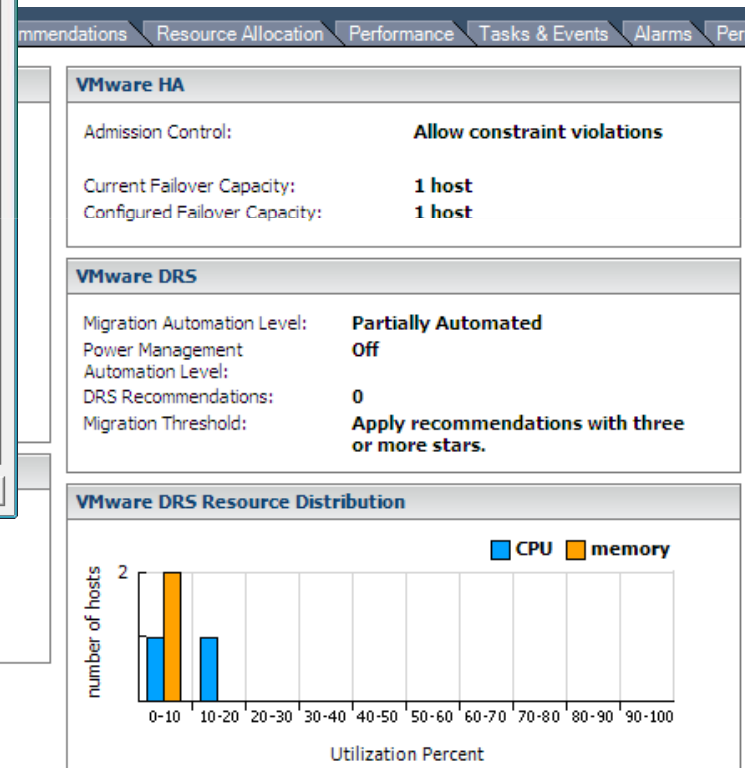 mmendations Resource Allocation Performance Tasks & Events Alarms Per
VMware HA
Admission Control: Allow constraint violations
Current Failover Capacity: 1 host
Configured Failover Capacity: 1 host
VMware DRS
Migration Automation Level: Partially Automated
Power Management Off
Automation Level:
DRS Recommendations: 0
Migration Threshold: Apply recommendations with three
or more stars.
VMware DRS Resource Distribution
CPU memory
2
number of hosts
0-10 10-20 20-30 30-40 40-50 50-60 60-70 70-80 80-90 90-100
Utilization Percent